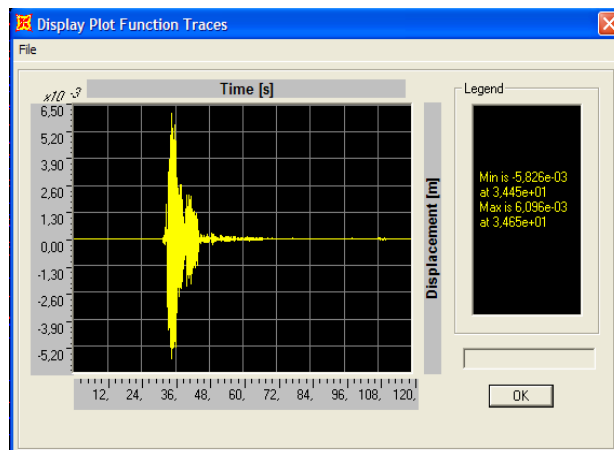 Display Plot Function Traces
File
x10 -3
Time [s]
Legend
6,50
5,20
3,90
2,60
1,30
0,00
-1,30
-2,60
-3,90
-5,20
Displacement [m]
Min is -5,826e-03
at 3,445e+01
Max is 6,096e-03
at 3,465e+01
12, 24, 36, 48, 60, 72, 84, 96, 108, 120,
OK